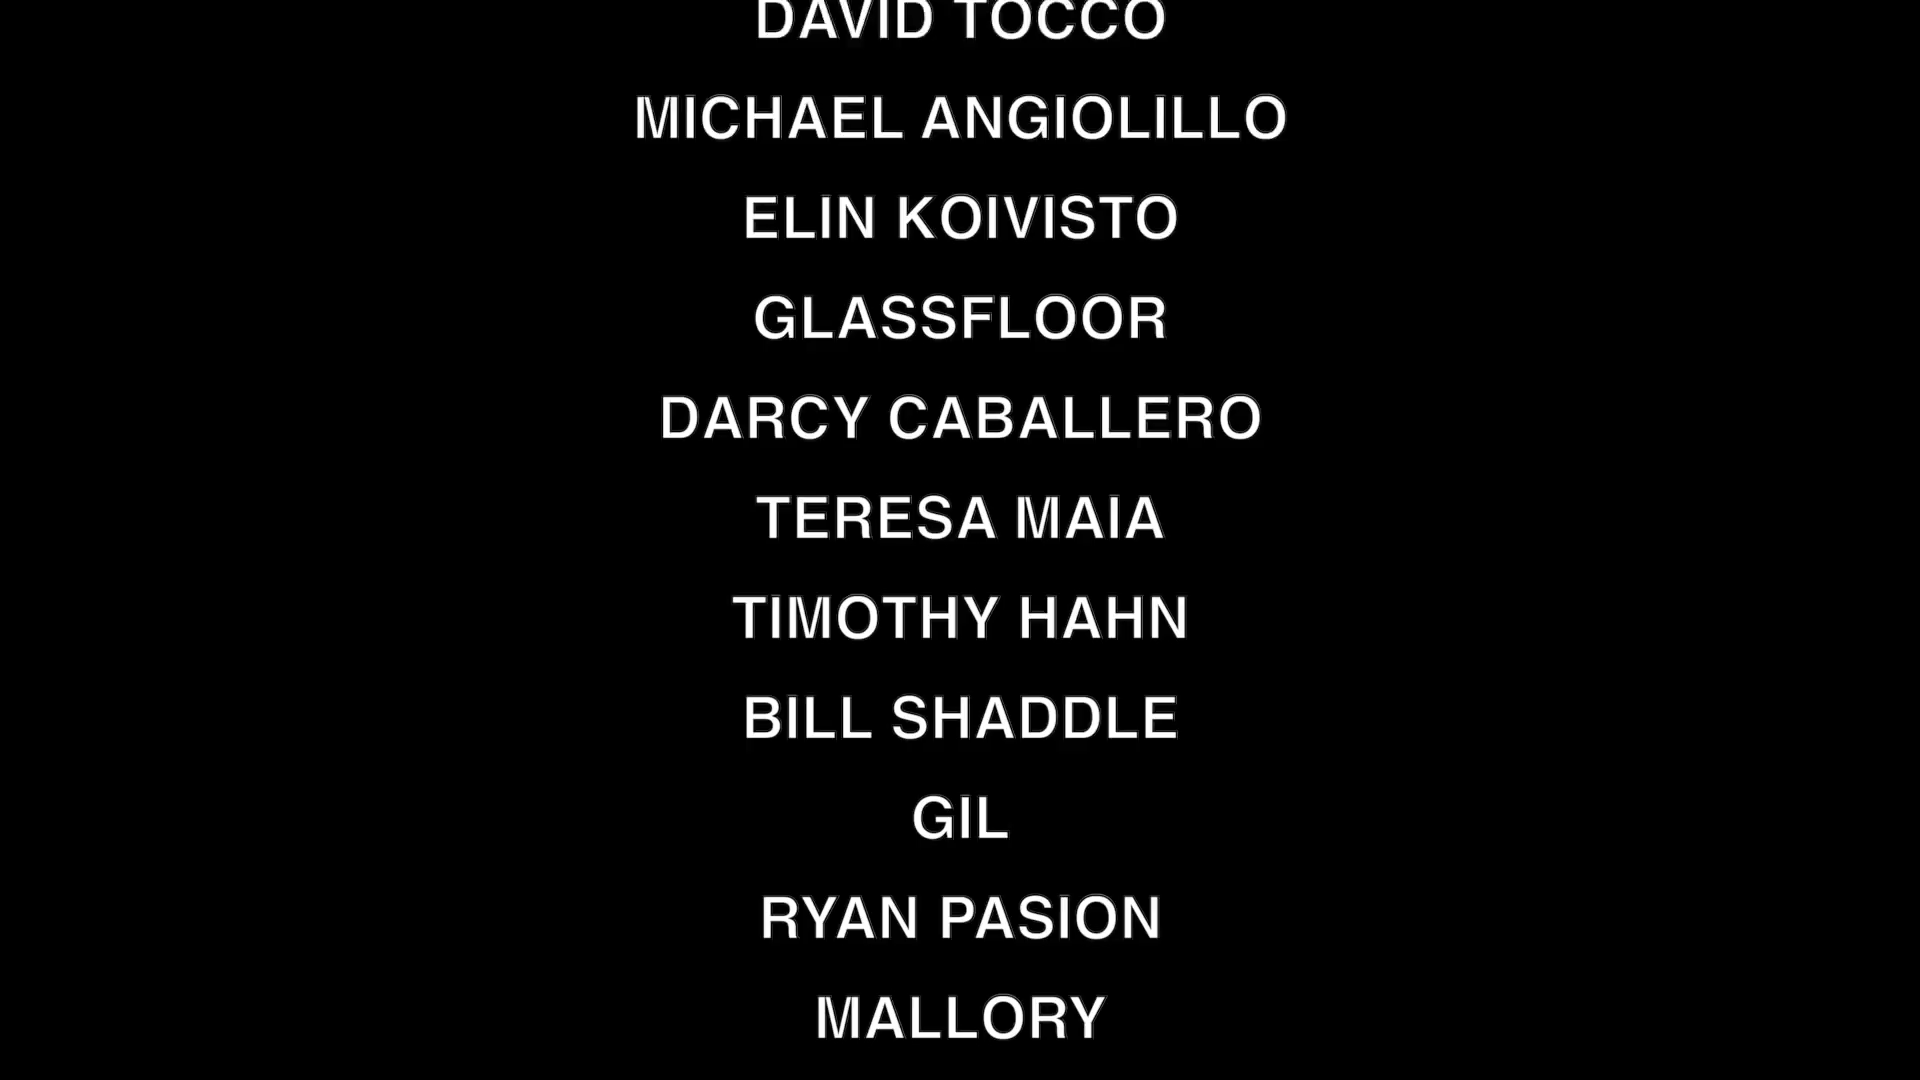 DAVID TOCCO
MICHAEL ANGIOLILLO
ELIN KOIVISTO
GLASSFLOOR
DARCY CABALLERO
TERESA MAIA
TIMOTHY HAHN
BILL SHADDLE
GIL
RYAN PASION
MALLORY